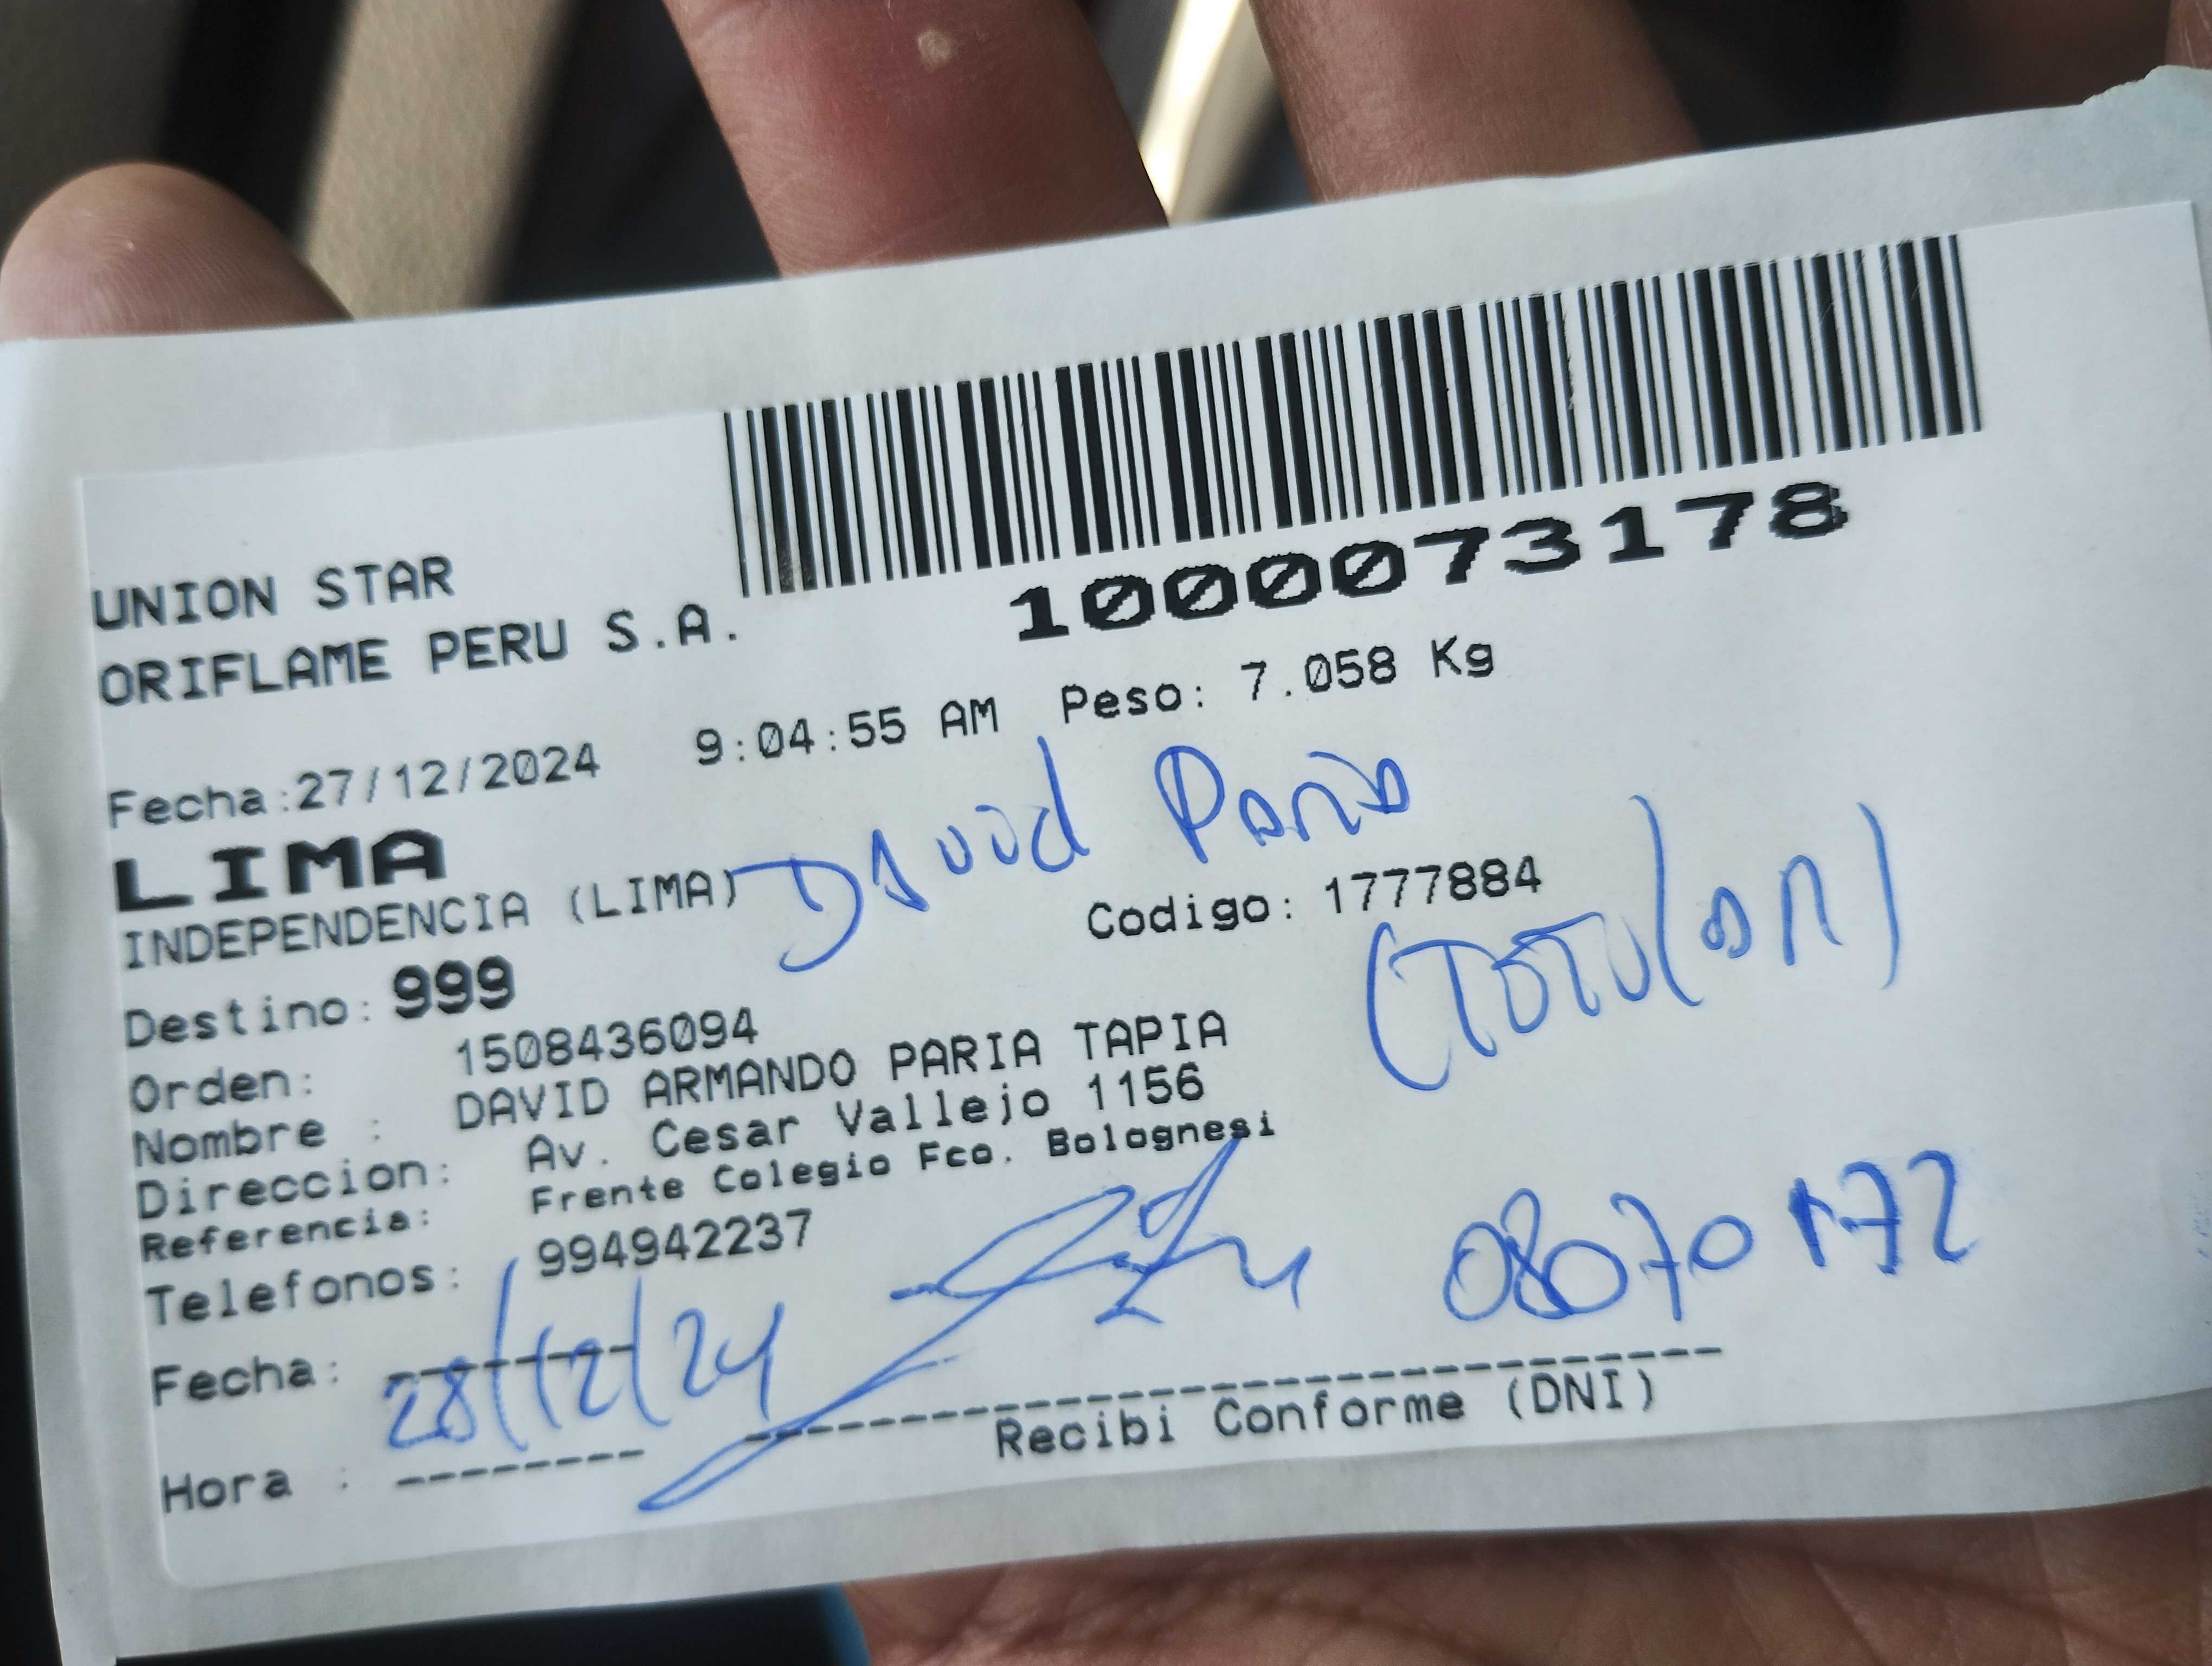 UNION STAR
ORIFLAME PERU S.A.
1000073178
Fecha:27/12/2024 9:04:55 AM Peso: 7.058 Kg
LIMA
David Paria
INDEPENDENCIA (LIMA)
Codigo: 1777884
(TITULAR)
Destino: 999
Orden: 1508436094
Nombre : DAVID ARMANDO PARIA TAPIA
Direccion: Av. Cesar Vallejo 1156
Referencia: Frente Colegio Fco. Bolognesi
Telefonos: 994942237
08070172
Fecha: 28/12/24
Recibi Conforme (DNI)
Hora :